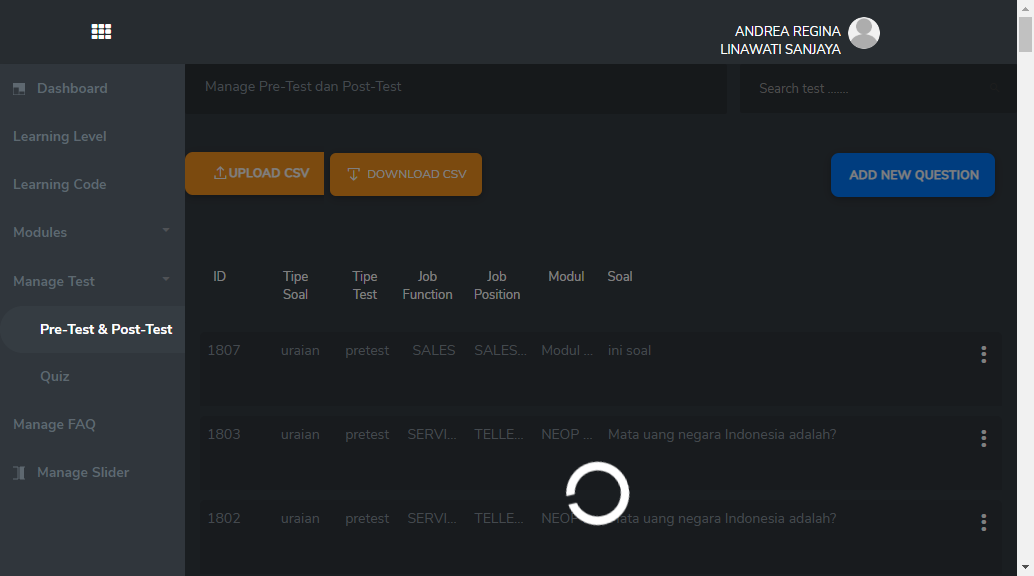 ANDREA REGINA
LINAWATI SANJAYA
Dashboard
Learning Level
Learning Code
Modules
Manage Test
Pre-Test & Post-Test
Quiz
Manage FAQ
Manage Slider
Manage Pre-Test dan Post-Test
Search test .......
UPLOAD CSV
DOWNLOAD CSV
ADD NEW QUESTION
ID Tipe Soal Tipe Test Job Function Job Position Modul Soal
1807 uraian pretest SALES SALES... Modul ... ini soal
1803 uraian pretest SERVI... TELLE... NEOP ... Mata uang negara Indonesia adalah?
1802 uraian pretest SERVI... TELLE... NEOP uang negara Indonesia adalah?